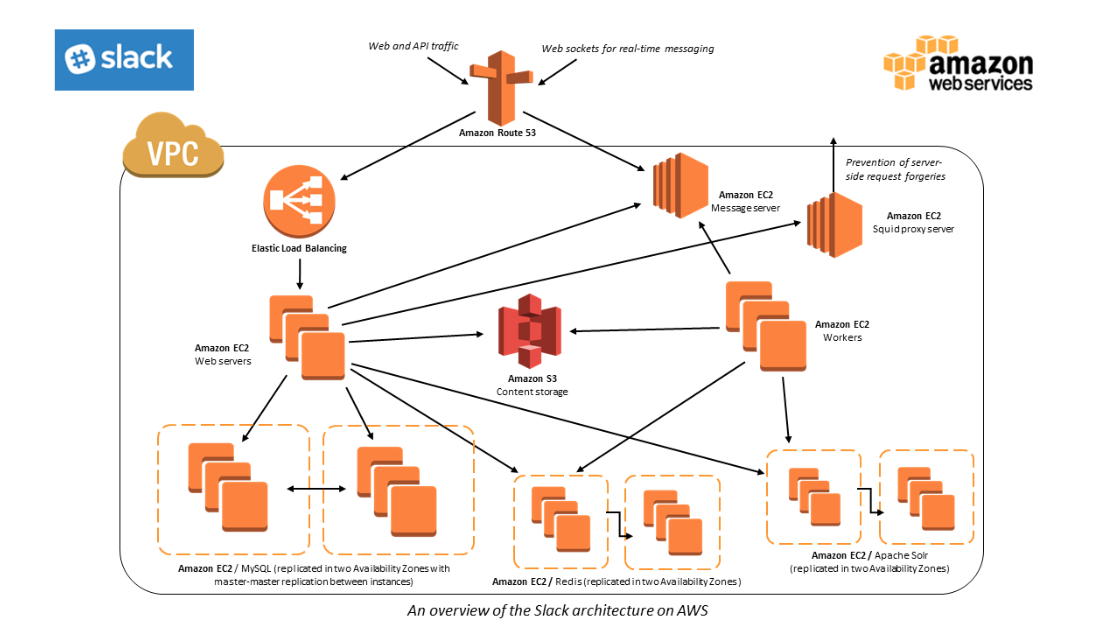 slack
Web and API traffic
Web sockets for real-time messaging
amazon
webservices
Amazon Route 53
VPC
Prevention of server-
side request forgeries
Amazon EC2
Message server
Amazon EC2
Squid proxy server
Elastic Load Balancing
Amazon EC2
Web servers
Amazon EC2
Workers
Amazon S3
Content storage
Amazon EC2 / MySQL (replicated in two Availability Zones with
master-master replication between instances)
Amazon EC2 / Redis (replicated in two Availability Zones )
Amazon EC2 / Apache Solr
(replicated in two Availability Zones)
An overview of the Slack architecture on AWS